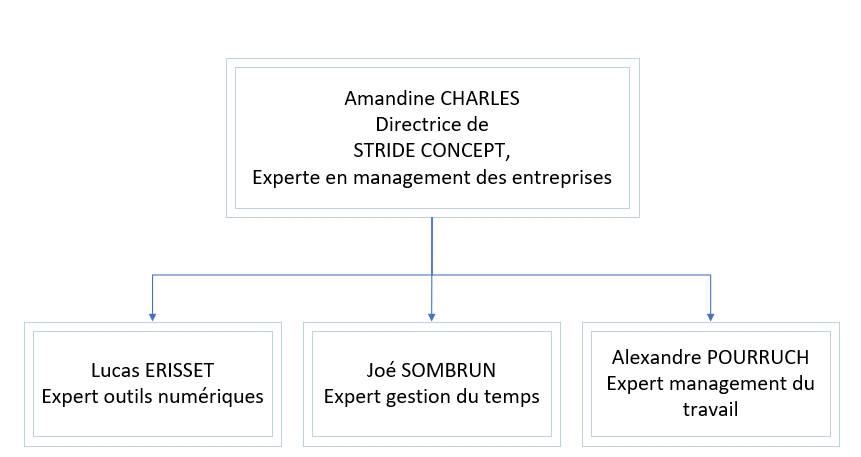 Amandine CHARLES
Directrice de
STRIDE CONCEPT,
Experte en management des entreprises
Lucas ERISSET
Expert outils numériques
Joé SOMBRUN
Expert gestion du temps
Alexandre POURRUCH
Expert management du
travail